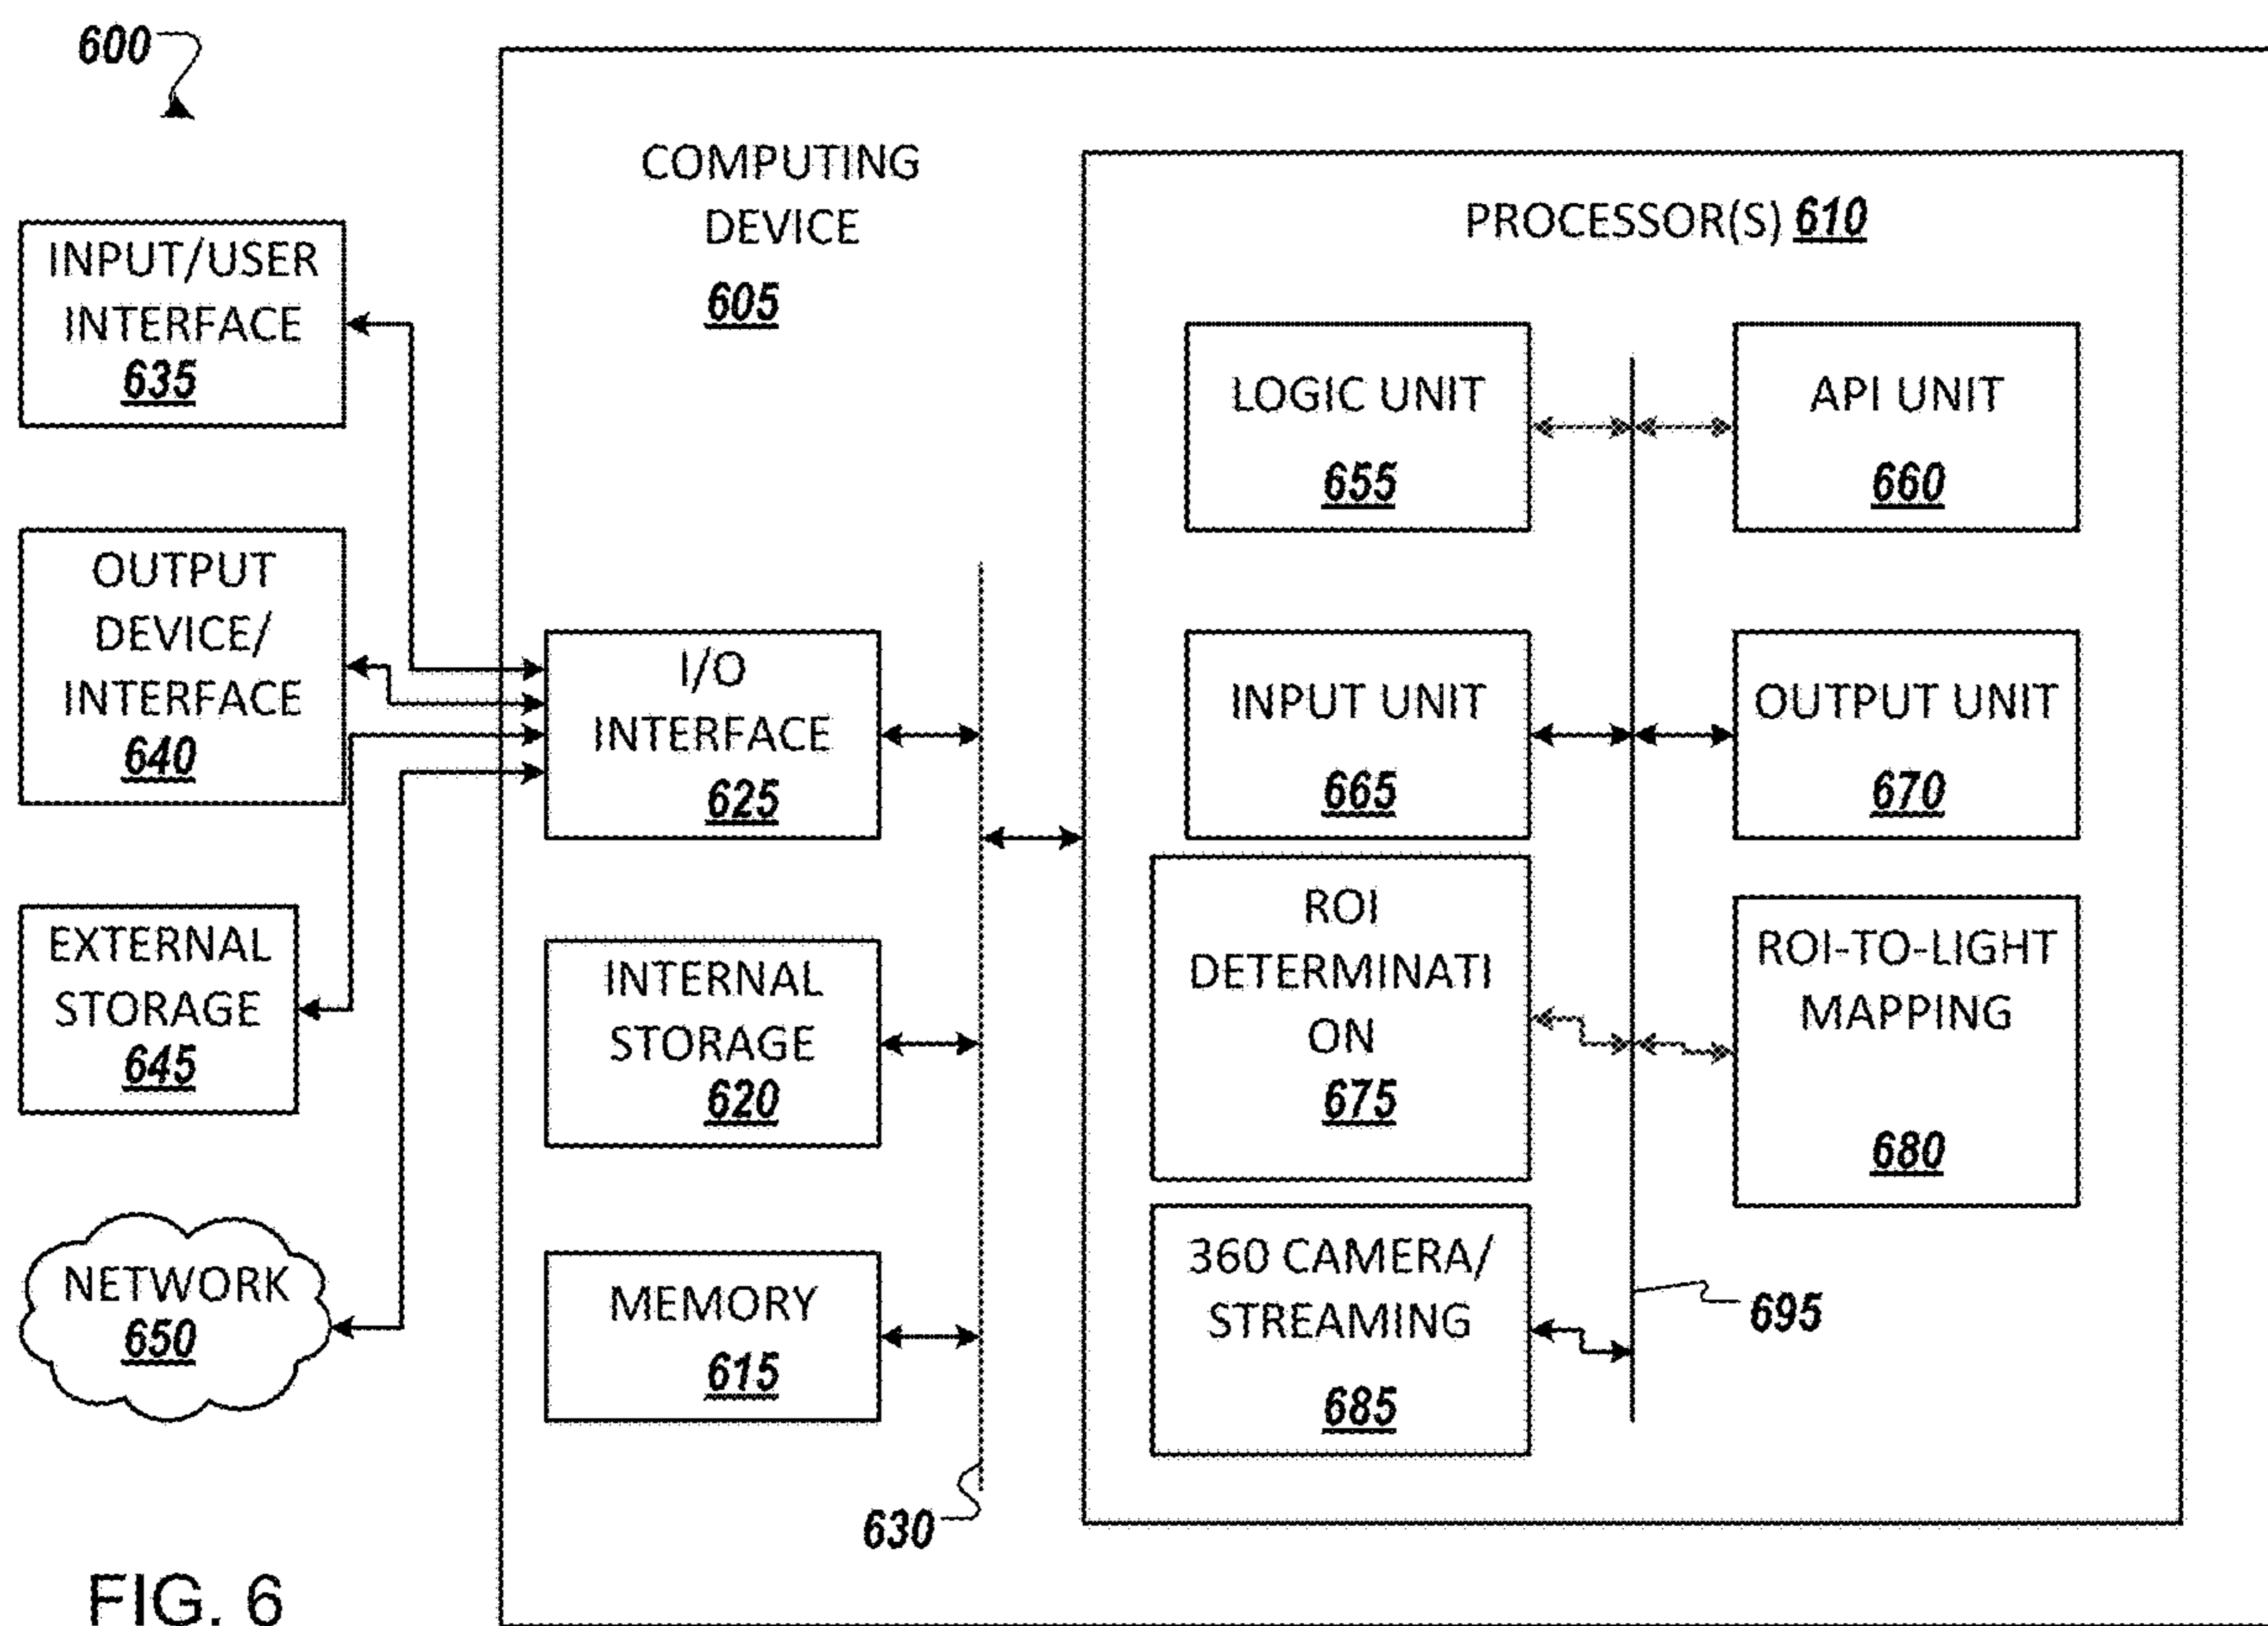 600
COMPUTING
DEVICE
605
PROCESSOR(S) 610
INPUT/USER
INTERFACE
635
OUTPUT
DEVICE/
INTERFACE
640
EXTERNAL
STORAGE
645
NETWORK
650
I/O
INTERFACE
625
INTERNAL
STORAGE
620
MEMORY
615
630
LOGIC UNIT
655
API UNIT
660
INPUT UNIT
665
OUTPUT UNIT
670
ROI
DETERMINATI
ON
675
ROI-TO-LIGHT
MAPPING
680
360 CAMERA/
STREAMING
685
695
FIG. 6